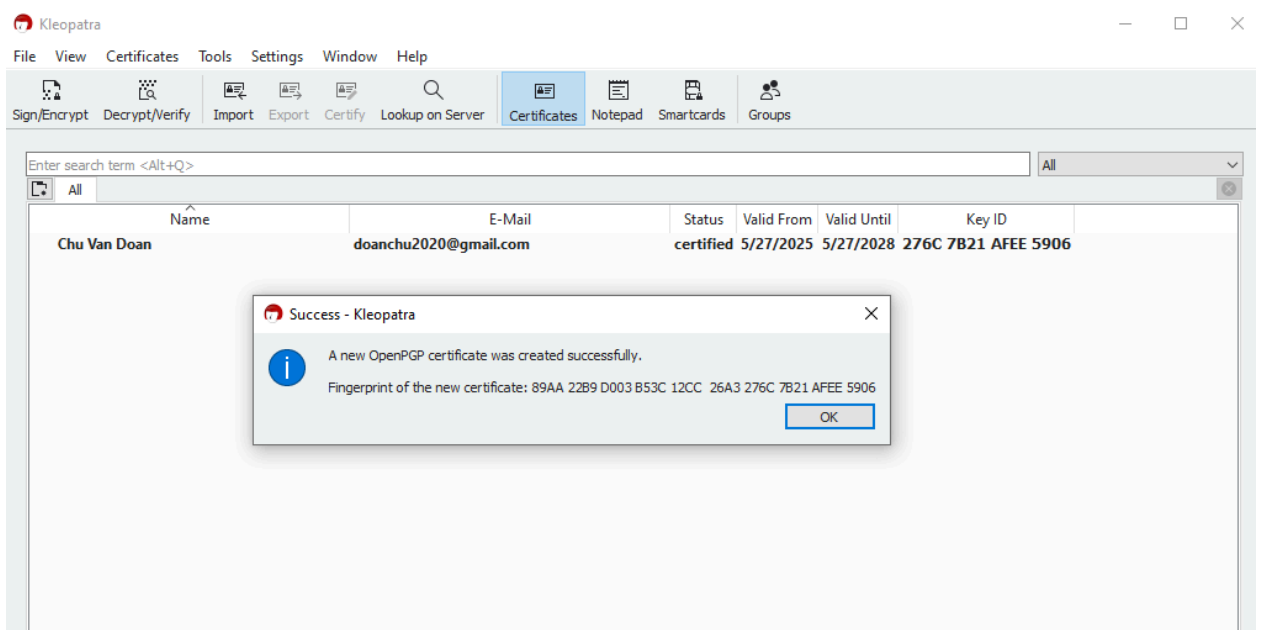 Kleopatra
File View Certificates Tools Settings Window Help
Sign/Encrypt Decrypt/Verify Import Export Certify Lookup on Server Certificates Notepad Smartcards Groups
Enter search term <Alt+Q> All
All
Name E-Mail Status Valid From Valid Until Key ID
Chu Van Doan doanchu2020@gmail.com certified 5/27/2025 5/27/2028 276C 7B21 AFEE 5906
Success - Kleopatra
A new OpenPGP certificate was created successfully.
Fingerprint of the new certificate: 89AA 22B9 D003 B53C 12CC  26A3 276C 7B21 AFEE 5906
OK